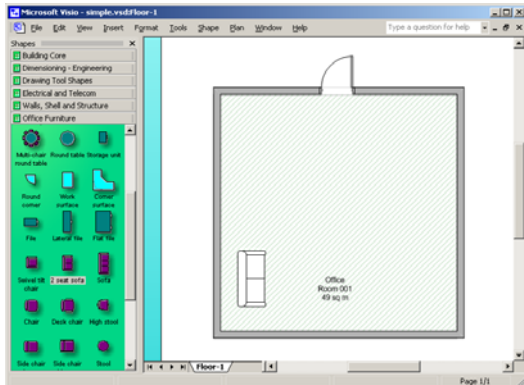 Microsoft Visio - simple.vsd:Floor-1
File Edit View Insert Format Tools Shape Plan Window Help
Type a question for help
Shapes
Building Core
Dimensioning - Engineering
Drawing Tool Shapes
Electrical and Telecom
Walls, Shell and Structure
Office Furniture
Multi-chair round table
Round table
Storage unit
Round corner
Work surface
Corner surface
File
Lateral file
Flat file
Swivel tilt chair
2 seat sofa
Sofa
Chair
Deck chair
High stool
Side chair
Side chair
Stool
Office
Room 001
49 sq m
Floor-1
Page 1/1